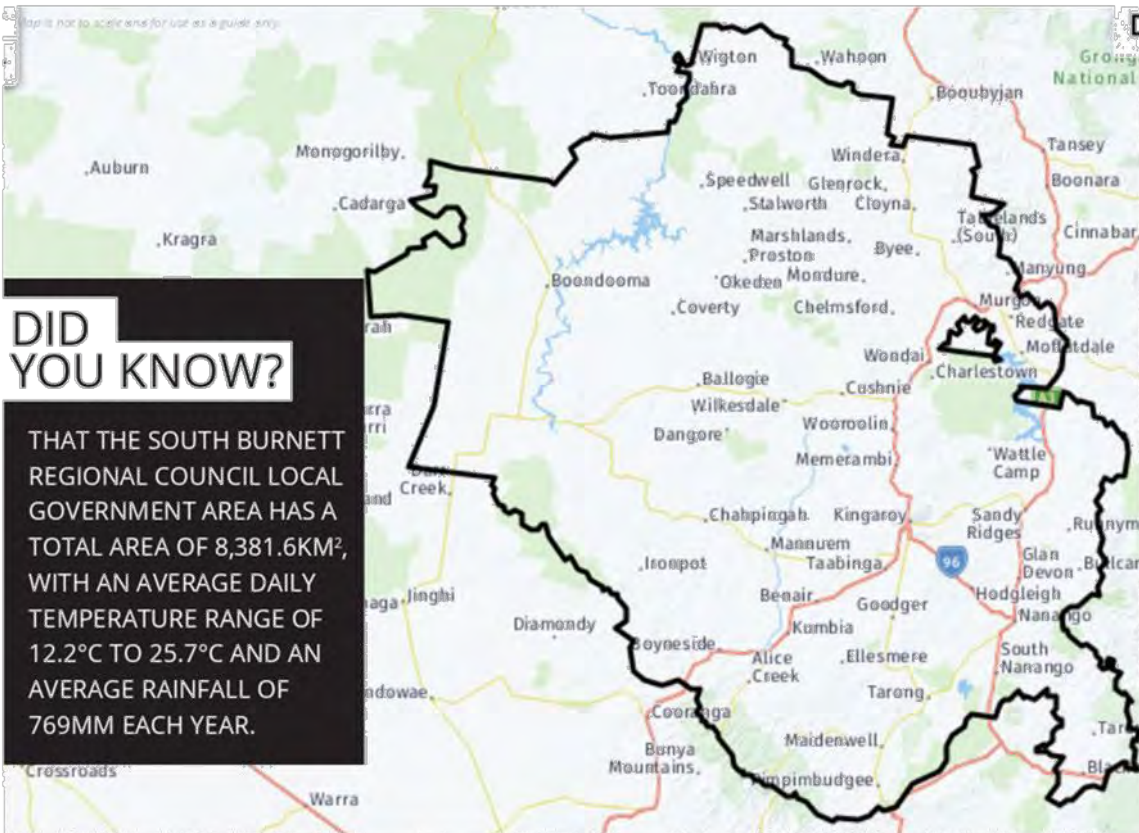 Map is not to scale and for use as a guide only.
Wigton
Wahoon
National
Toondahra
Booubyjan
Monogorilby
Windera
Tansey
Auburn
Speedwell
Glenrock
Boonara
Cadarga
Stalworth
Cloyna
Tablelands
(South)
Kragra
Marshlands
Byee
Cinnabar
Proston
Boondooma
Okeden
Mondure
Manyung
Coverty
Chelmsford
Murgon
Redgate
DID
YOU KNOW?
Wondai
Moffatdale
Ballogie
Cushnie
Charlestown
Wilkesdale
THAT THE SOUTH BURNETT
REGIONAL COUNCIL LOCAL
GOVERNMENT AREA HAS A
TOTAL AREA OF 8,381.6KM²,
WITH AN AVERAGE DAILY
TEMPERATURE RANGE OF
12.2°C TO 25.7°C AND AN
AVERAGE RAINFALL OF
769MM EACH YEAR.
Dangore
Wooroolin
Memerambi
Wattle
Camp
Creek
Chahpingah
Kingaroy
Sandy
Ridges
Mannuem
Ironpot
Taabinga
96
Glan
Devon
Jinghi
Benair
Goodger
Hodgleigh
Nanango
Diamondy
Kumbia
Boyneside
Alice
Creek
Ellesmere
South
Nanango
Tarong
Cooranga
Maidenwell
Bunya
Mountains
Pimpimbudgee
Crossroads
Warra